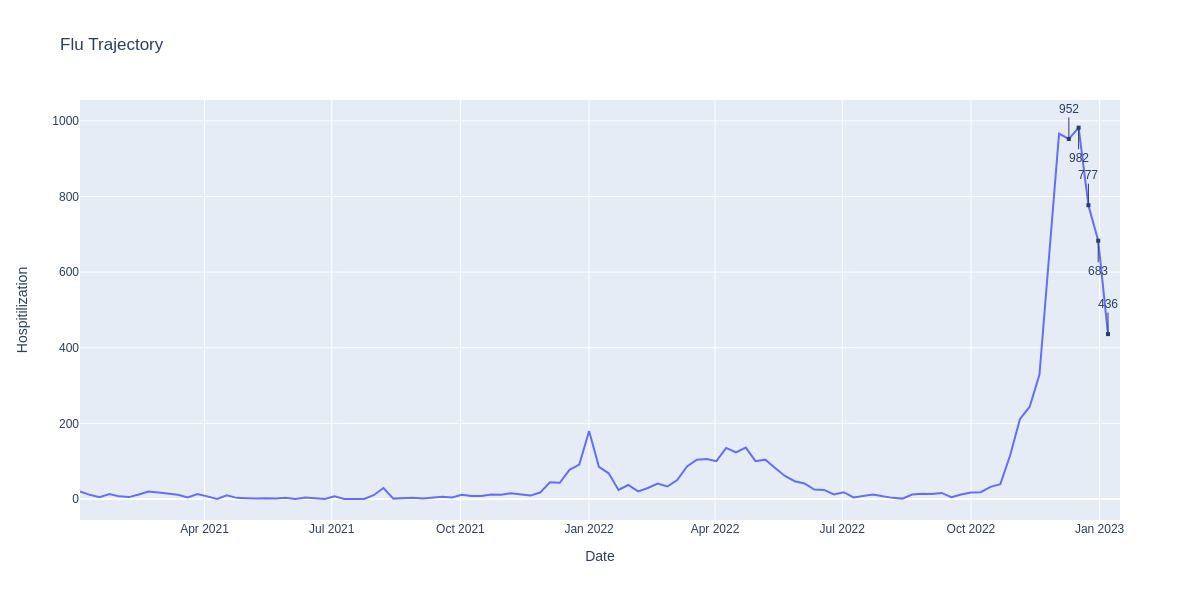 Flu Trajectory
952
1000
982
777
800
683
600
436
400
200
0
Apr 2021
Jul 2021
Oct 2021
Jan 2022
Apr 2022
Jul 2022
Oct 2022
Jan 2023
Date
Hospitilization